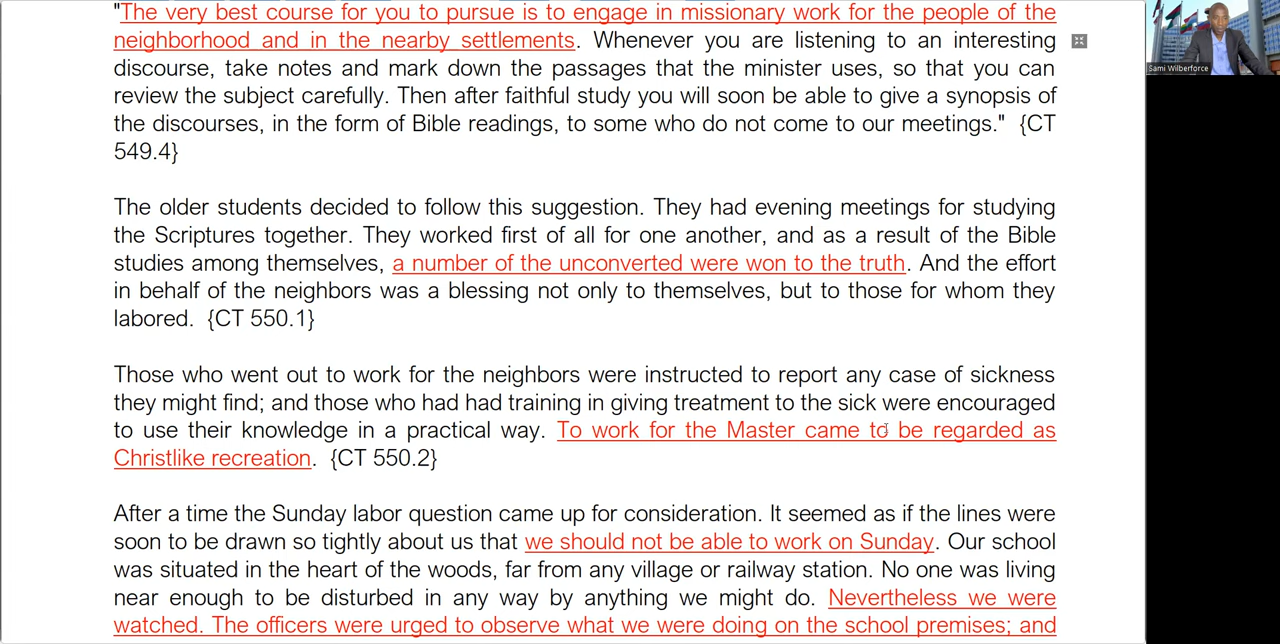 "The very best course for you to pursue is to engage in missionary work for the people of the
neighborhood and in the nearby settlements. Whenever you are listening to an interesting
discourse, take notes and mark down the passages that the minister uses, so that you can
review the subject carefully. Then after faithful study you will soon be able to give a synopsis of
the discourses, in the form of Bible readings, to some who do not come to our meetings." {CT
549.4}
The older students decided to follow this suggestion. They had evening meetings for studying
the Scriptures together. They worked first of all for one another, and as a result of the Bible
studies among themselves, a number of the unconverted were won to the truth. And the effort
in behalf of the neighbors was a blessing not only to themselves, but to those for whom they
labored. {CT 550.1}
Those who went out to work for the neighbors were instructed to report any case of sickness
they might find; and those who had had training in giving treatment to the sick were encouraged
to use their knowledge in a practical way. To work for the Master came to be regarded as
Christlike recreation. {CT 550.2}
After a time the Sunday labor question came up for consideration. It seemed as if the lines were
soon to be drawn so tightly about us that we should not be able to work on Sunday. Our school
was situated in the heart of the woods, far from any village or railway station. No one was living
near enough to be disturbed in any way by anything we might do. Nevertheless we were
watched. The officers were urged to observe what we were doing on the school premises; and
Sami Wilberforce